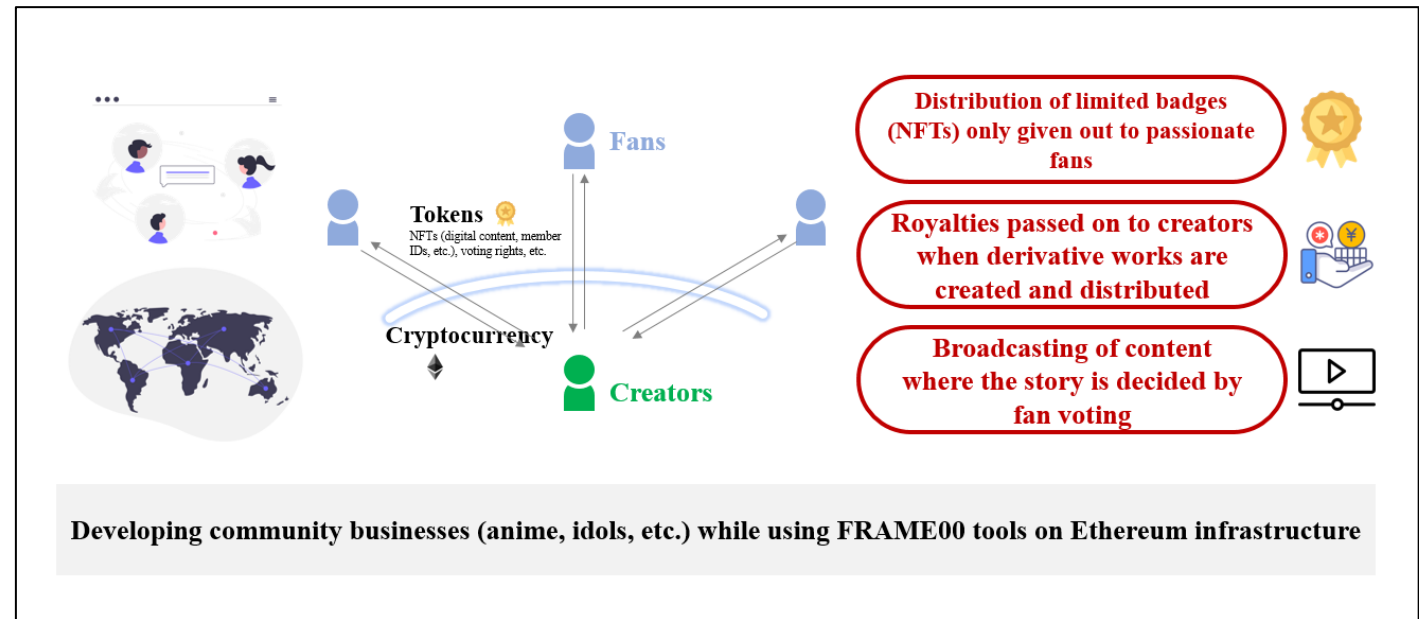 Fans
Tokens
NFTs (digital content, member
IDs, etc.), voting rights, etc.
Cryptocurrency
Creators
Distribution of limited badges
(NFTs) only given out to passionate
fans
Royalties passed on to creators
when derivative works are
created and distributed
¥
Broadcasting of content
where the story is decided by
fan voting
Developing community businesses (anime, idols, etc.) while using FRAME00 tools on Ethereum infrastructure